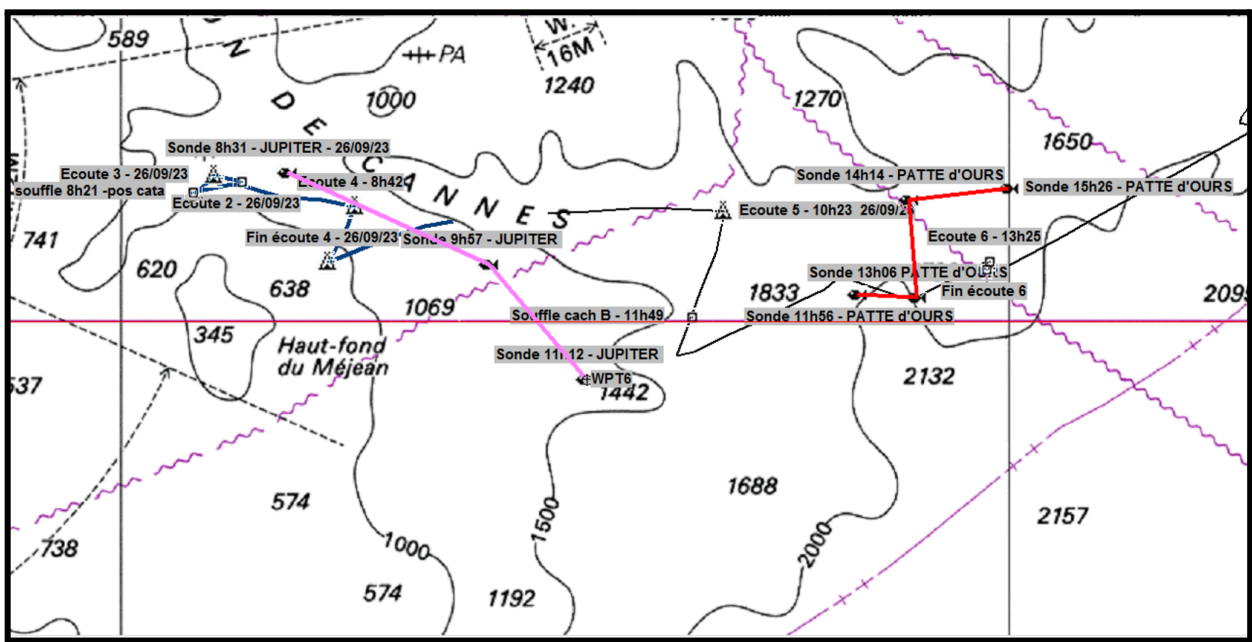 589
W.
16M
PA
1240
1000
1270
1650
D E C A N N E S
Sonde 8h31 - JUPITER - 26/09/23
Ecoute 3 - 26/09/23
Ecoute 4 - 8h42
souffle 8h21 -pos cata
Ecoute 2 - 26/09/23
Sonde 14h14 - PATTE d'OURS
Sonde 15h26 - PATTE d'OURS
Ecoute 5 - 10h23 26/09/2
Fin écoute 4 - 26/09/23
Sonde 9h57 - JUPITER
Ecoute 6 - 13h25
741
620
638
Sonde 13h06 PATTE d'OURS
Fin écoute 6
1069
1833
209
Souffle cach B - 11h49
Sonde 11h56 - PATTE d'OURS
345
Haut-fond
du Méjean
Sonde 11h12 - JUPITER
WPT6
537
1442
2132
574
1688
1500
2000
2157
738
1000
574
1192